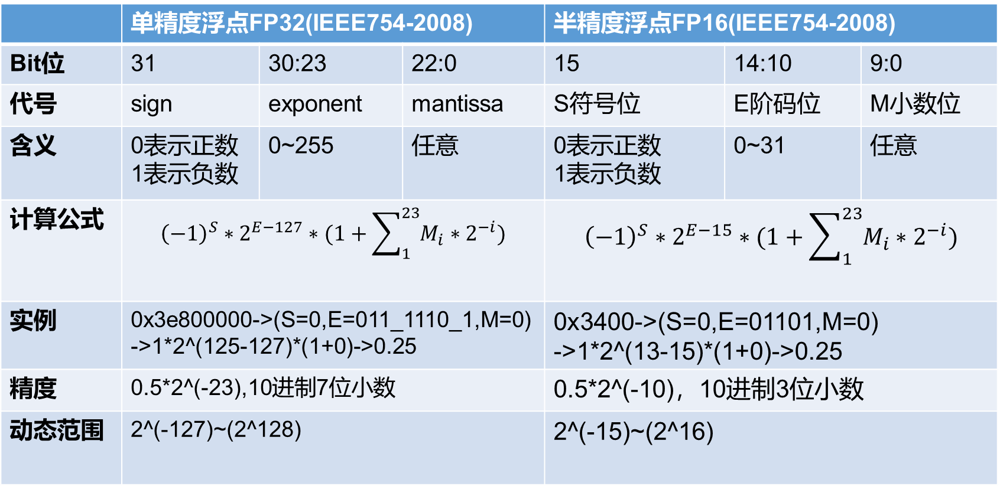 单精度浮点FP32(IEEE754-2008) 半精度浮点FP16(IEEE754-2008)
Bit位 31 30:23 22:0 15 14:10 9:0
代号 sign exponent mantissa S符号位 E阶码位 M小数位
含义 0表示正数 0~255 任意 0表示正数 0~31 任意
1表示负数 1表示负数
计算公式 (−1)^S ∗ 2^{E−127} ∗ (1 + ∑_1^{23} M_i ∗ 2^{−i}) (−1)^S ∗ 2^{E−15} ∗ (1 + ∑_1^{23} M_i ∗ 2^{−i})
实例 0x3e800000->(S=0,E=011_1110_1,M=0) 0x3400->(S=0,E=01101,M=0)
->1*2^(125-127)*(1+0)->0.25 ->1*2^(13-15)*(1+0)->0.25
精度 0.5*2^(-23),10进制7位小数 0.5*2^(-10)，10进制3位小数
动态范围 2^(-127)~(2^128) 2^(-15)~(2^16)